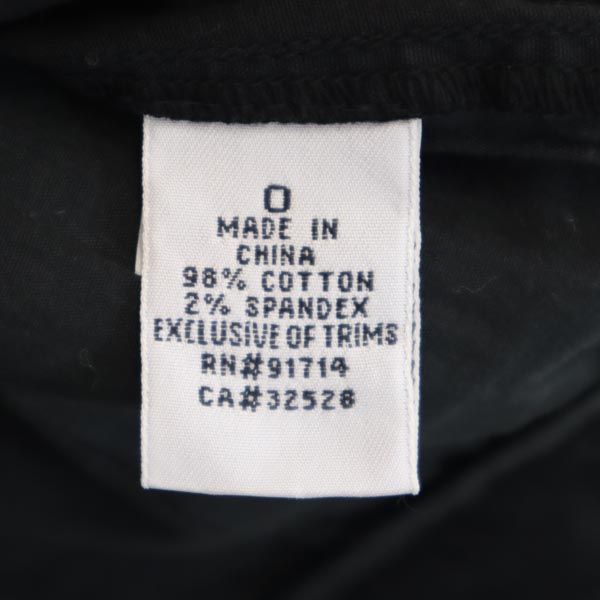 0
MADE IN
CHINA
98% COTTON
2% SPANDEX
EXCLUSIVE OF TRIMS
RN#91714
CA#32528